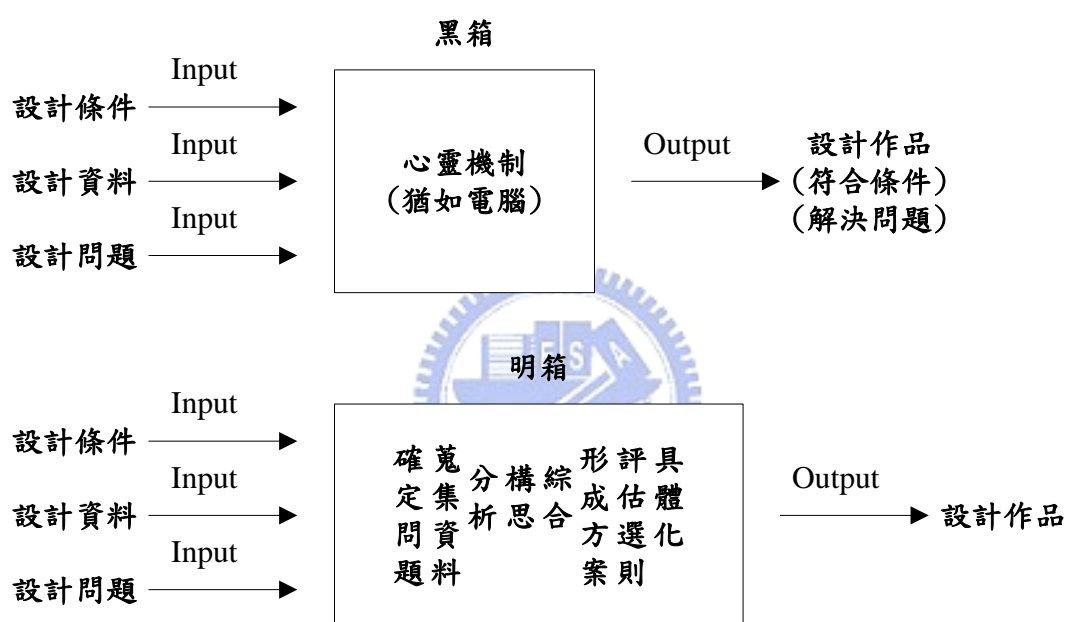 黑箱
Input
設計條件
Input
設計資料
Input
設計問題
心靈機制
(猶如電腦)
Output
設計作品
(符合條件)
(解決問題)
明箱
Input
設計條件
Input
設計資料
Input
設計問題
確定問題
蒐集資料
分析
構思
綜合
形成方案
評估選則
具體化
Output
設計作品
ESA